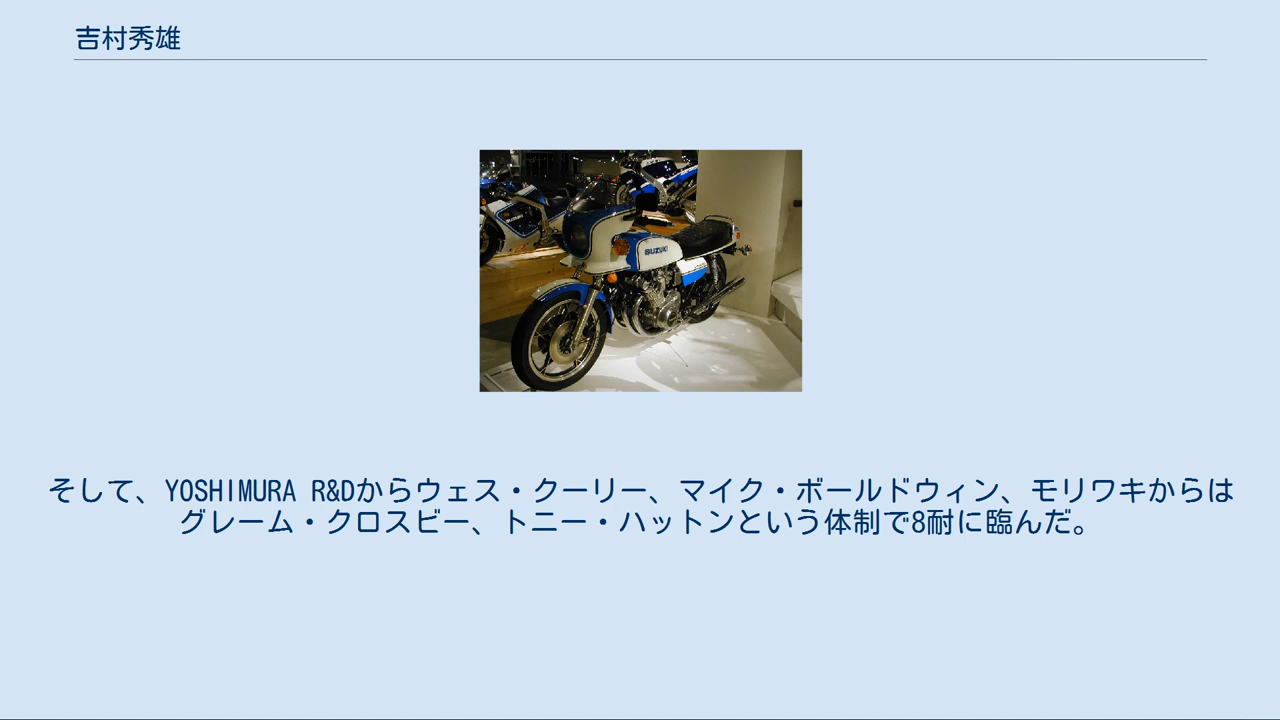 吉村秀雄
SUZUKI
そして、YOSHIMURA R&Dからウェス・クーリー、マイク・ボールドウィン、モリワキからは
グレーム・クロスビー、トニー・ハットンという体制で8耐に臨んだ。